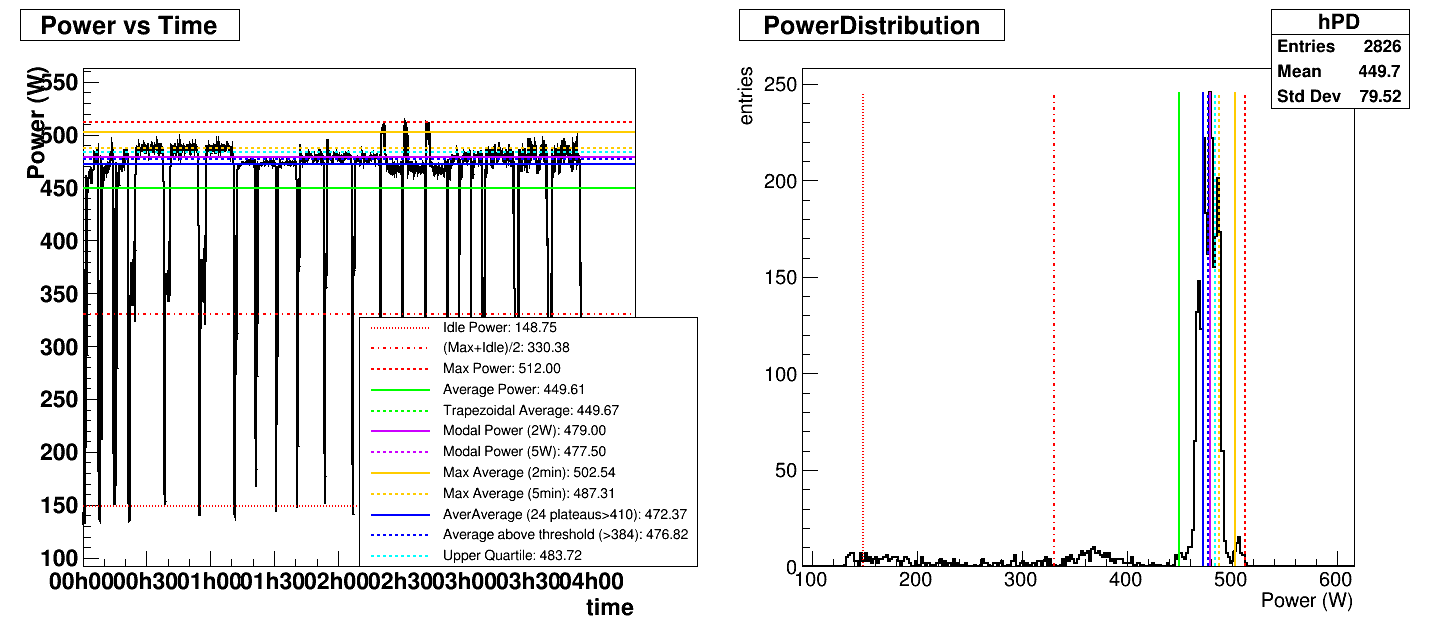 Power vs Time
Power (W)
550
500
450
400
350
300
250
200
150
100
00h00 00h30 01h00 01h30 02h00 02h30 03h00 03h30 04h00
time
Idle Power: 148.75
(Max+Idle)/2: 330.38
Max Power: 512.00
Average Power: 449.61
Trapezoidal Average: 449.67
Modal Power (2W): 479.00
Modal Power (5W): 477.50
Max Average (2min): 502.54
Max Average (5min): 487.31
AverAverage (24 plateaus>410): 472.37
Average above threshold (>384): 476.82
Upper Quartile: 483.72
PowerDistribution
hPD
Entries 2826
Mean 449.7
Std Dev 79.52
entries
250
200
150
100
50
0
100 200 300 400 500 600
Power (W)